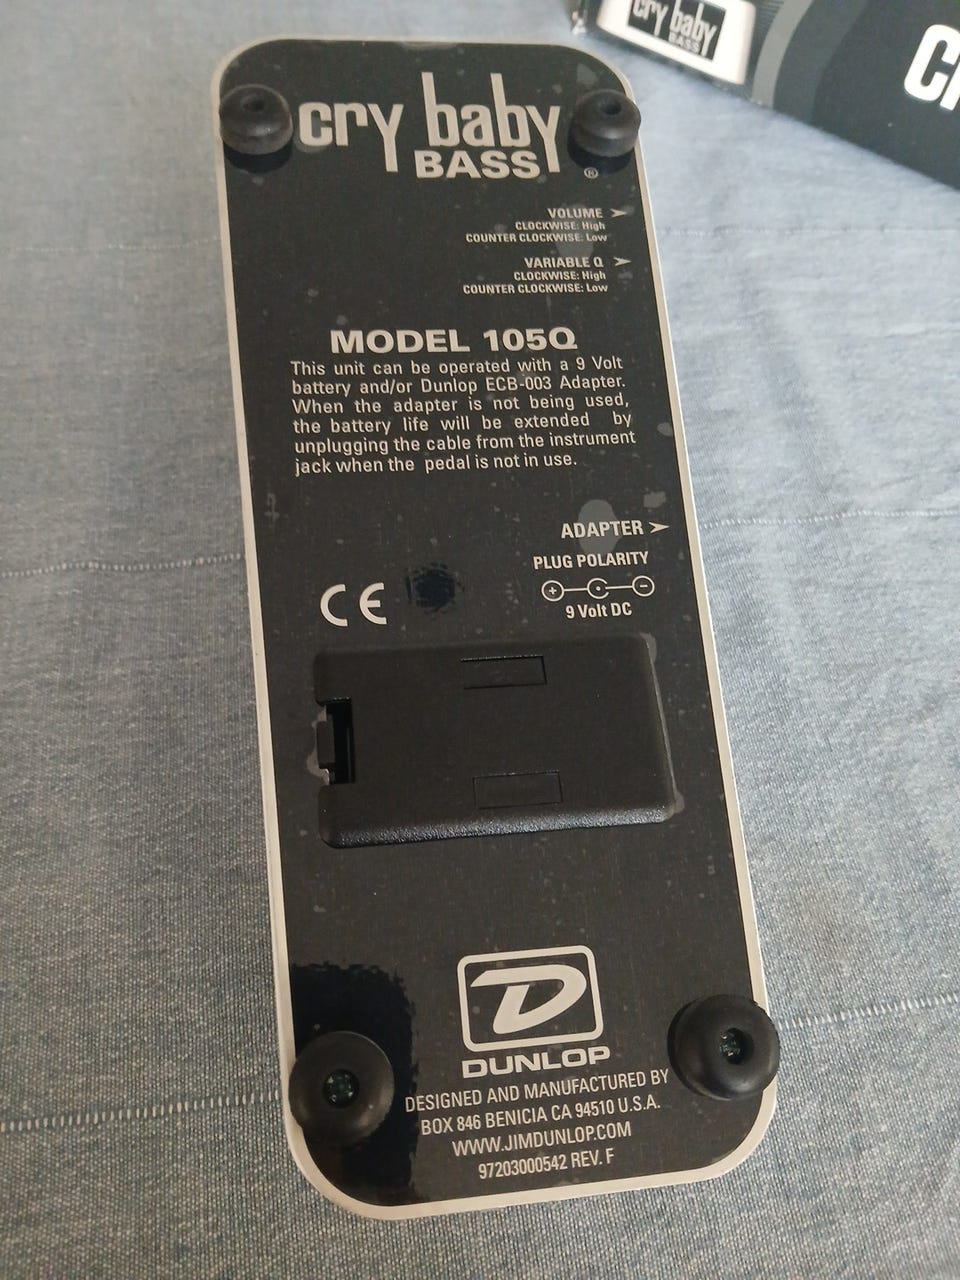 cry baby
BASS
C
cry baby
BASS
®
VOLUME
CLOCKWISE: High
COUNTER CLOCKWISE: Low
VARIABLE Q
CLOCKWISE: High
COUNTER CLOCKWISE: Low
MODEL 105Q
This unit can be operated with a 9 Volt
battery and/or Dunlop ECB-003 Adapter.
When the adapter is not being used,
the battery life will be extended by
unplugging the cable from the instrument
jack when the pedal is not in use.
ADAPTER
PLUG POLARITY
+ -
9 Volt DC
CE
D
DUNLOP
DESIGNED AND MANUFACTURED BY
BOX 846 BENICIA CA 94510 U.S.A.
WWW.JIMDUNLOP.COM
97203000542 REV. F